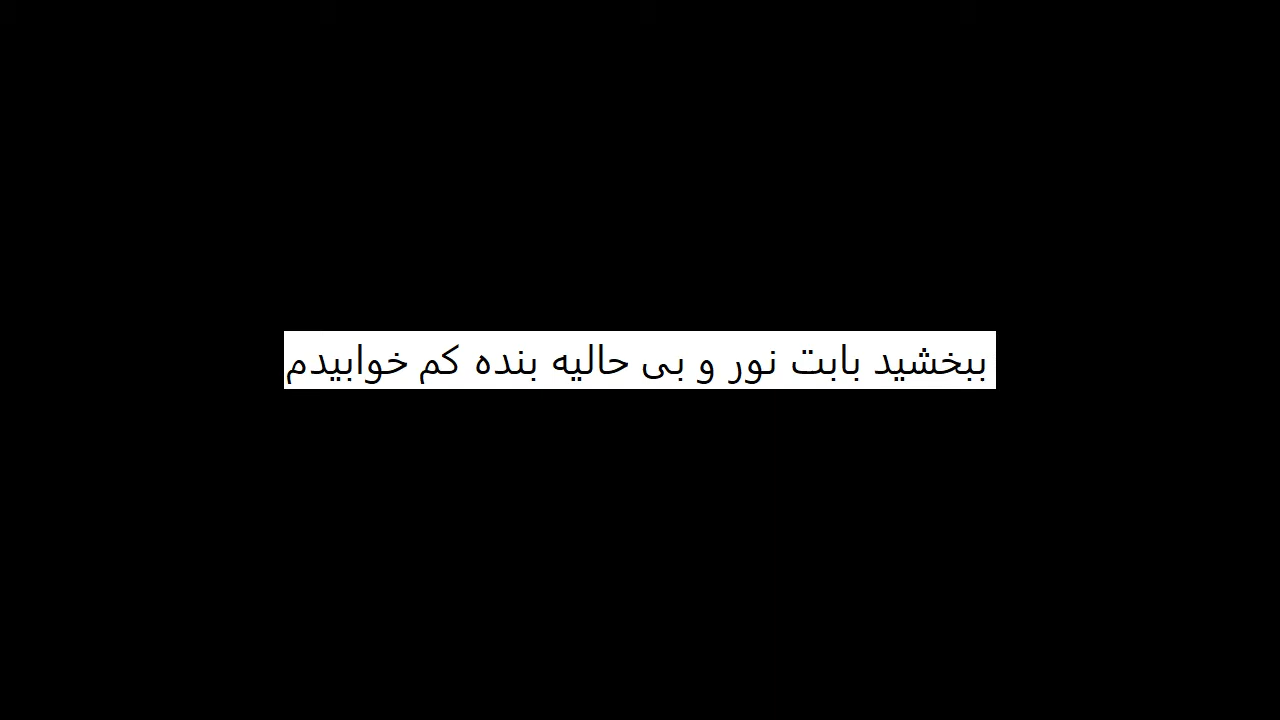 ببخشید بابت نور و بی حالیه بنده کم خوابیدم